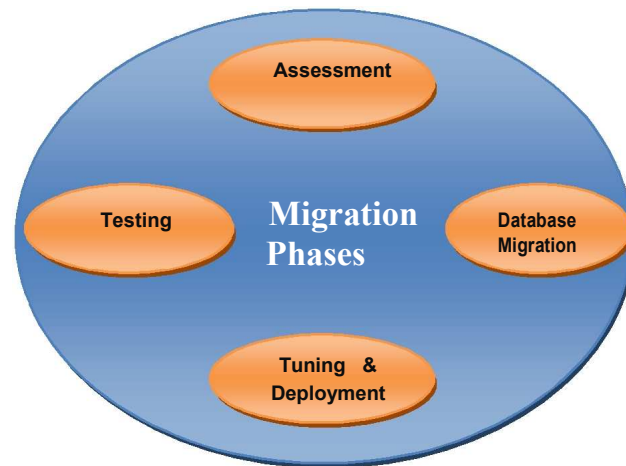 Assessment
Testing
Migration
Phases
Database
Migration
Tuning &
Deployment